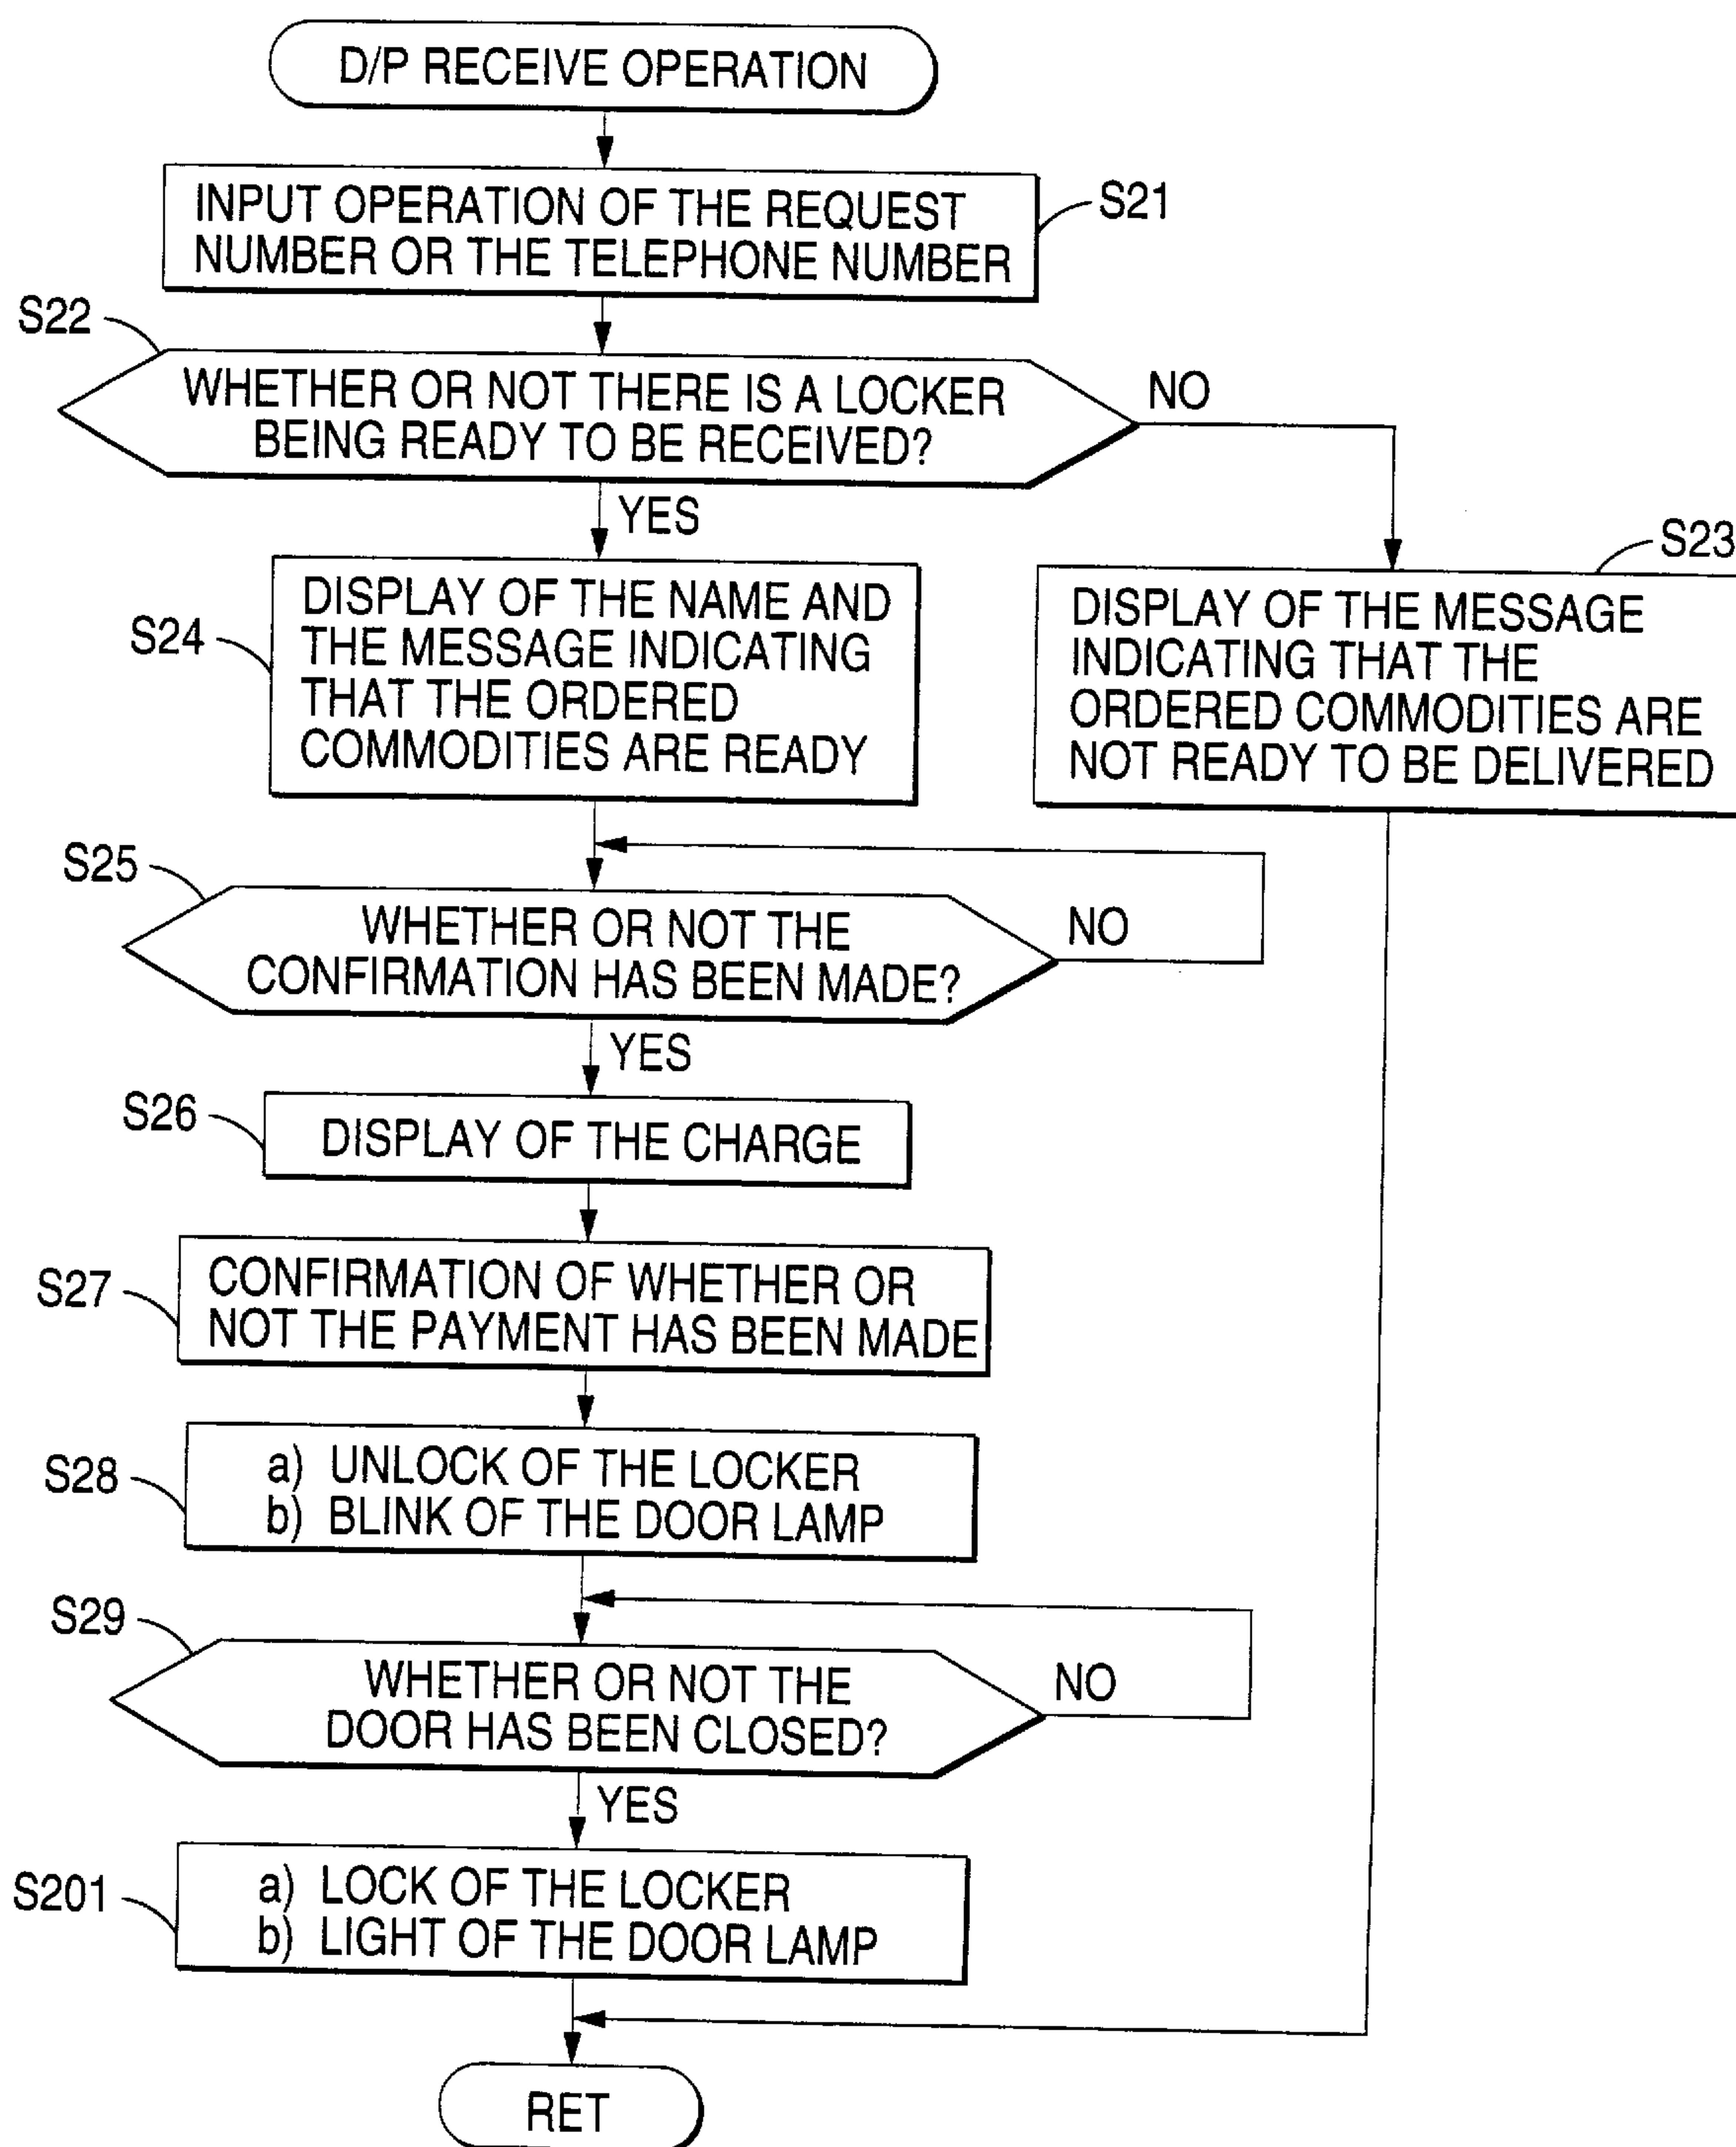 D/P RECEIVE OPERATION
INPUT OPERATION OF THE REQUEST
NUMBER OR THE TELEPHONE NUMBER
S21
S22
WHETHER OR NOT THERE IS A LOCKER
BEING READY TO BE RECEIVED?
NO
YES
S23
DISPLAY OF THE MESSAGE
INDICATING THAT THE
ORDERED COMMODITIES ARE
NOT READY TO BE DELIVERED
S24
DISPLAY OF THE NAME AND
THE MESSAGE INDICATING
THAT THE ORDERED
COMMODITIES ARE READY
S25
WHETHER OR NOT THE
CONFIRMATION HAS BEEN MADE?
NO
YES
S26
DISPLAY OF THE CHARGE
S27
CONFIRMATION OF WHETHER OR
NOT THE PAYMENT HAS BEEN MADE
S28
a) UNLOCK OF THE LOCKER
b) BLINK OF THE DOOR LAMP
S29
WHETHER OR NOT THE
DOOR HAS BEEN CLOSED?
NO
YES
S201
a) LOCK OF THE LOCKER
b) LIGHT OF THE DOOR LAMP
RET